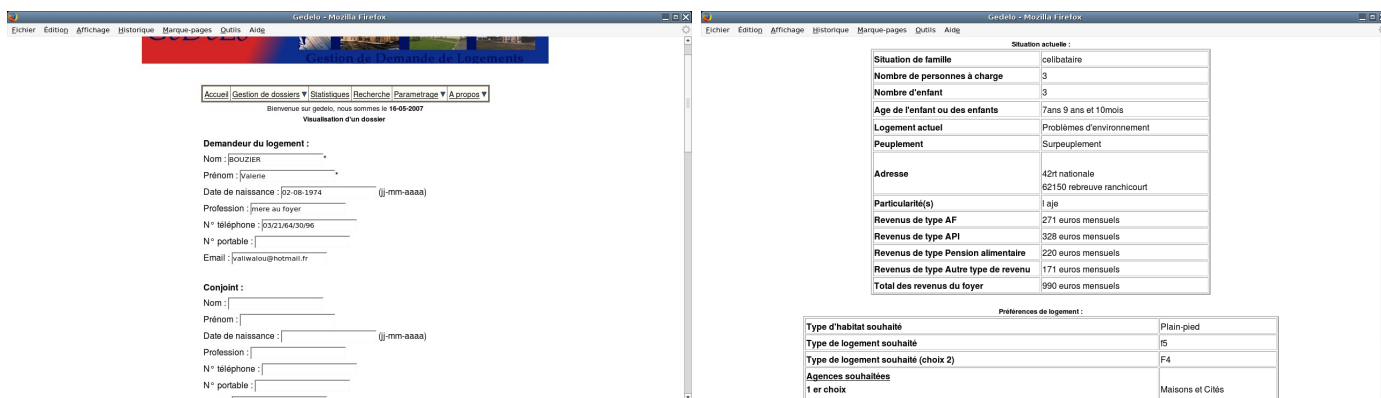 Gedelo - Mozilla Firefox
Fichier Édition Affichage Historique Marque-pages Outils Aide
Gestion de Demande de Logements
Accueil Gestion de dossiers ▼ Statistiques Recherche Parametrage ▼ A propos ▼
Bienvenue sur gedelo, nous sommes le 16-05-2007
Visualisation d'un dossier
Demandeur du logement :
Nom : BOUZIER *
Prénom : Valerie *
Date de naissance : 02-08-1974 (jj-mm-aaaa)
Profession : mere au foyer
N° téléphone : 03/21/64/30/96
N° portable :
Email : valiwalou@hotmail.fr
Conjoint :
Nom :
Prénom :
Date de naissance : (jj-mm-aaaa)
Profession :
N° téléphone :
N° portable :
Gedelo - Mozilla Firefox
Fichier Édition Affichage Historique Marque-pages Outils Aide
Situation actuelle :
Situation de famille celibataire
Nombre de personnes à charge 3
Nombre d'enfant 3
Age de l'enfant ou des enfants 7ans 9 ans et 10mois
Logement actuel Problèmes d'environnement
Peuplement Surpeuplement
Adresse 42rt nationale
62150 rebreuve ranchicourt
Particularité(s) l aje
Revenus de type AF 271 euros mensuels
Revenus de type API 328 euros mensuels
Revenus de type Pension alimentaire 220 euros mensuels
Revenus de type Autre type de revenu 171 euros mensuels
Total des revenus du foyer 990 euros mensuels
Préférences de logement :
Type d'habitat souhaité Plain-pied
Type de logement souhaité f5
Type de logement souhaité (choix 2) F4
Agences souhaitées
1 er choix Maisons et Cités